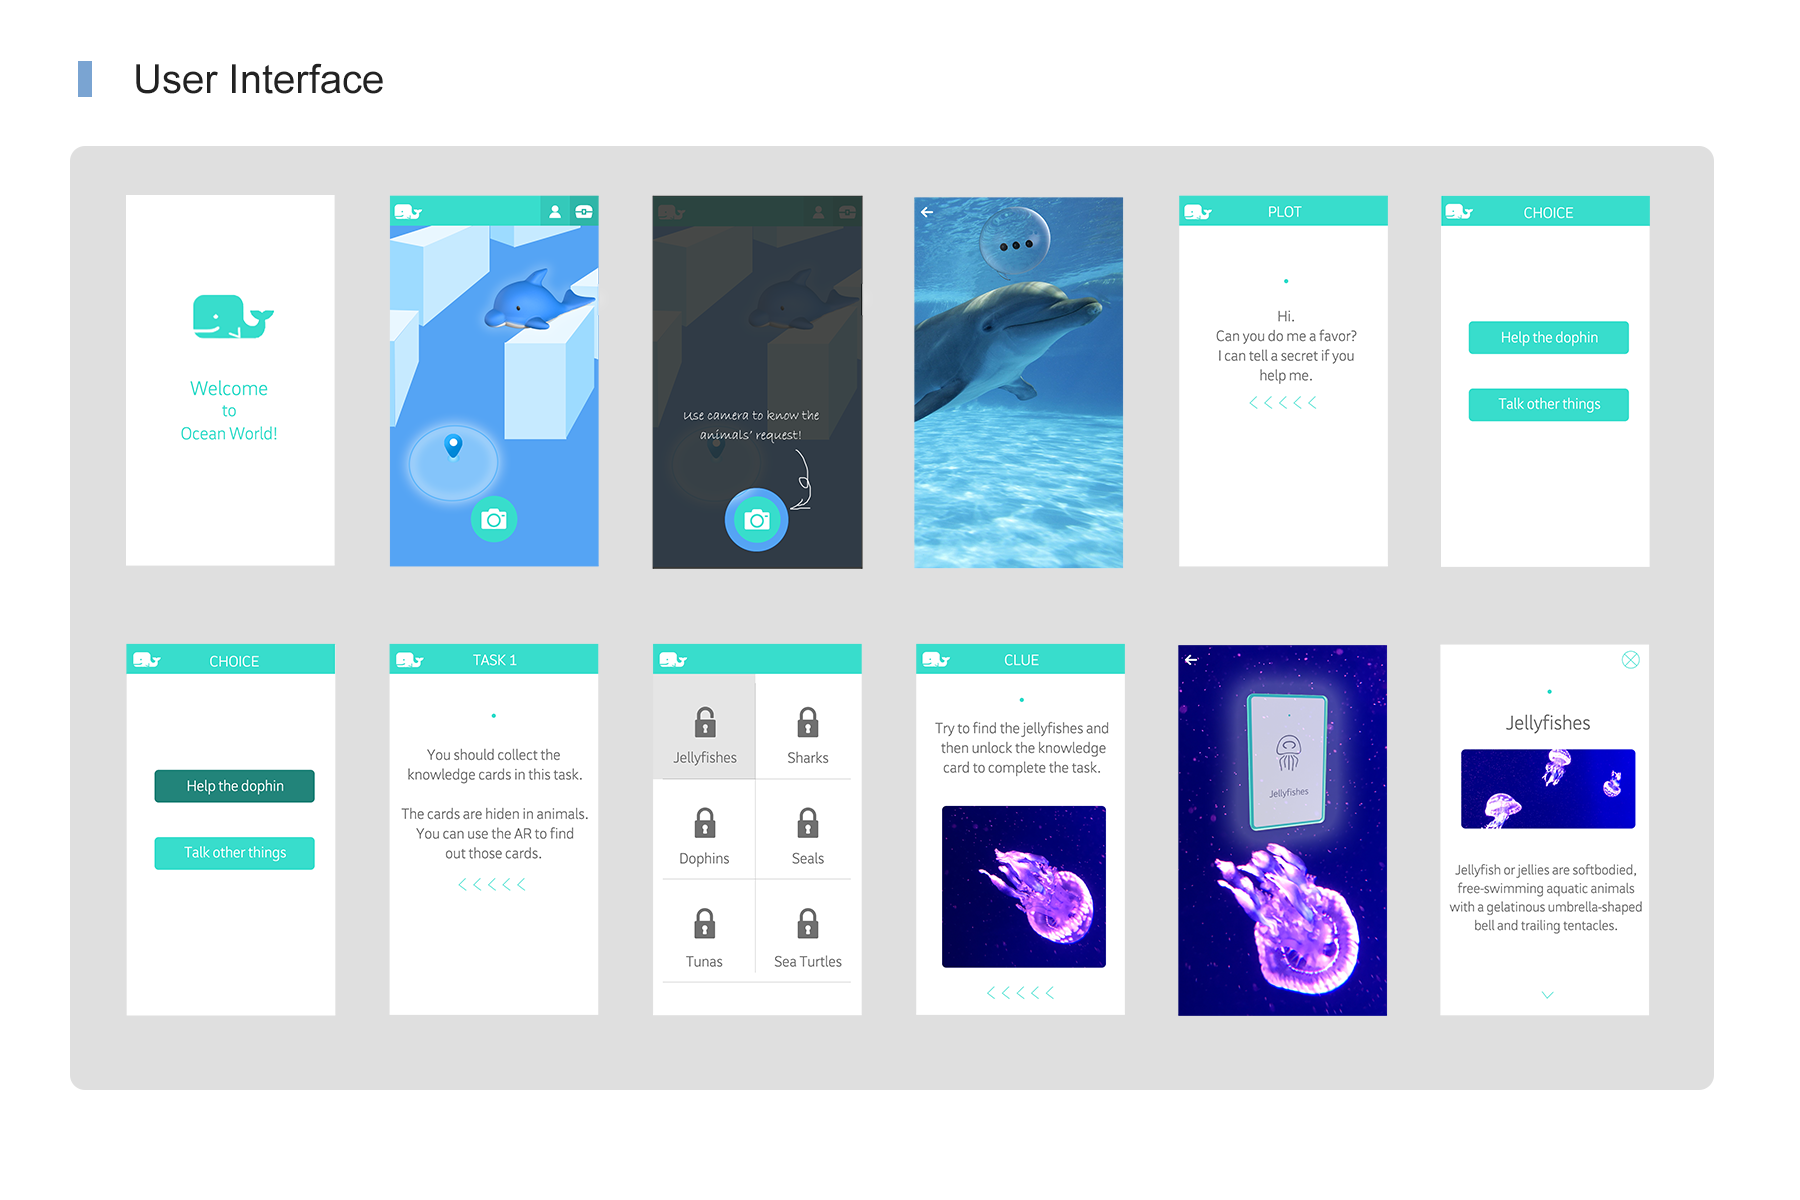 User Interface
Welcome
to
Ocean World!
Use camera to know the
animals' request!
PLOT
Hi.
Can you do me a favor?
I can tell a secret if you
help me.
CHOICE
Help the dophin
Talk other things
CHOICE
Help the dophin
Talk other things
TASK 1
You should collect the
knowledge cards in this task.
The cards are hiden in animals.
You can use the AR to find
out those cards.
Jellyfishes
Sharks
Dophins
Seals
Tunas
Sea Turtles
CLUE
Try to find the jellyfishes and
then unlock the knowledge
card to complete the task.
Jellyfishes
Jellyfishes
Jellyfish or jellies are softbodied,
free-swimming aquatic animals
with a gelatinous umbrella-shaped
bell and trailing tentacles.